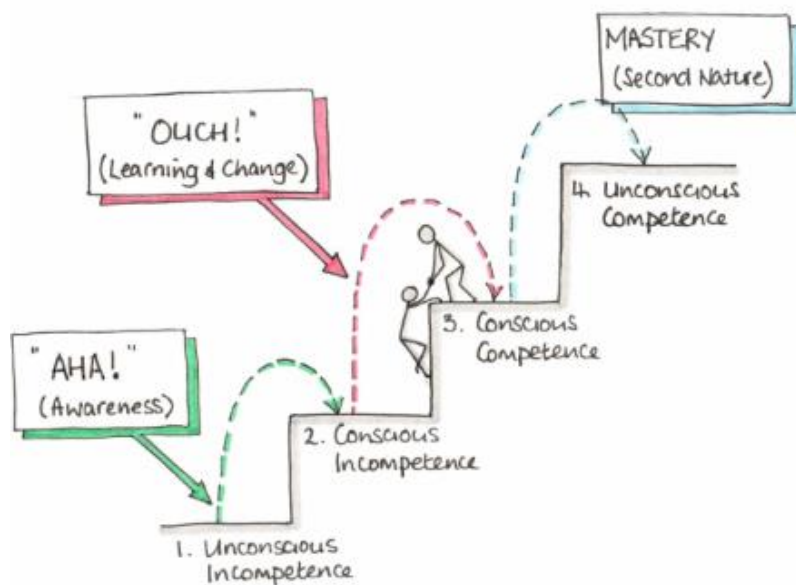 MASTERY
(Second Nature)
"OUCH!"
(Learning & Change)
4. Unconscious
Competence
3. Conscious
Competence
"AHA!"
(Awareness)
2. Conscious
Incompetence
1. Unconscious
Incompetence